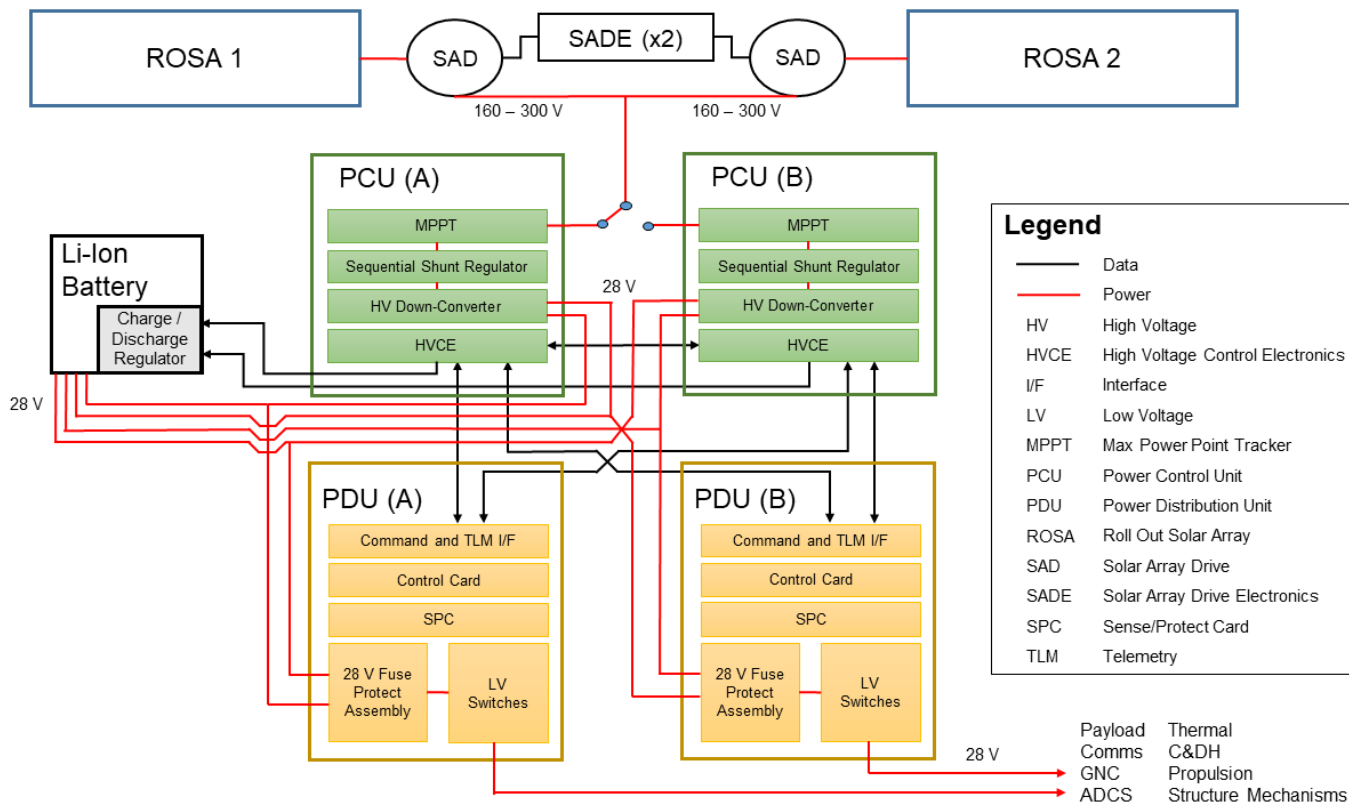 ROSA 1
SAD
SADE (x2)
SAD
ROSA 2
160 – 300 V
160 – 300 V
PCU (A)
MPPT
Sequential Shunt Regulator
HV Down-Converter
HVCE
PCU (B)
MPPT
Sequential Shunt Regulator
HV Down-Converter
HVCE
28 V
Li-Ion
Battery
Charge /
Discharge
Regulator
28 V
PDU (A)
Command and TLM I/F
Control Card
SPC
28 V Fuse
Protect
Assembly
LV
Switches
PDU (B)
Command and TLM I/F
Control Card
SPC
28 V Fuse
Protect
Assembly
LV
Switches
Legend
Data
Power
HV High Voltage
HVCE High Voltage Control Electronics
I/F Interface
LV Low Voltage
MPPT Max Power Point Tracker
PCU Power Control Unit
PDU Power Distribution Unit
ROSA Roll Out Solar Array
SAD Solar Array Drive
SADE Solar Array Drive Electronics
SPC Sense/Protect Card
TLM Telemetry
28 V
Payload Thermal
Comms C&DH
GNC Propulsion
ADCS Structure Mechanisms